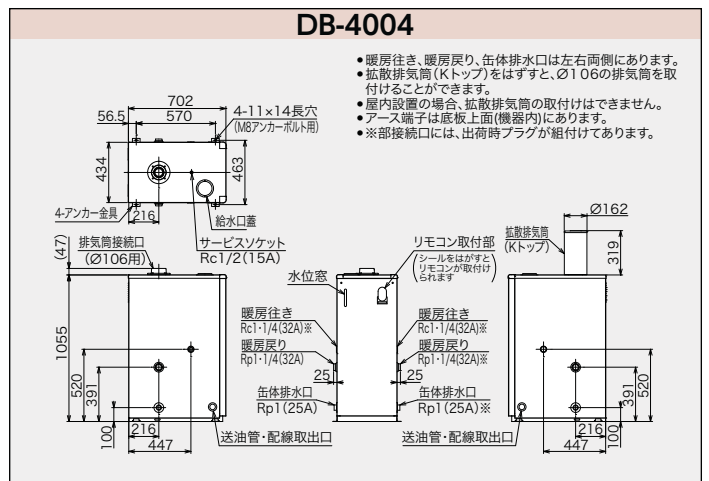 DB-4004
•暖房往き、暖房戻り、缶体排水口は左右両側にあります。
•拡散排気筒(Kトップ)をはずすと、Ø106の排気筒を取
付けることができます。
•屋内設置の場合、拡散排気筒の取付けはできません。
•アース端子は底板上面(機器内)にあります。
•※部接続口には、出荷時プラグが組付けてあります。
702
56.5
570
4-11×14長穴
(M8アンカーボルト用)
434
463
4-アンカー金具
216
給水口蓋
サービスソケット
Rc1/2(15A)
排気筒接続口
(Ø106用)
(47)
1055
520
391
100
216
447
送油管・配線取出口
水位窓
リモコン取付部
(シールをはがすと
リモコンが取付け
られます)
暖房往き
Rc1・1/4(32A)※
暖房戻り
Rp1・1/4(32A)
25
缶体排水口
Rp1(25A)
暖房往き
Rc1・1/4(32A)※
暖房戻り
Rp1・1/4(32A)※
25
缶体排水口
Rp1(25A)※
送油管・配線取出口
拡散排気筒
(Kトップ)
Ø162
319
520
391
100
216
447